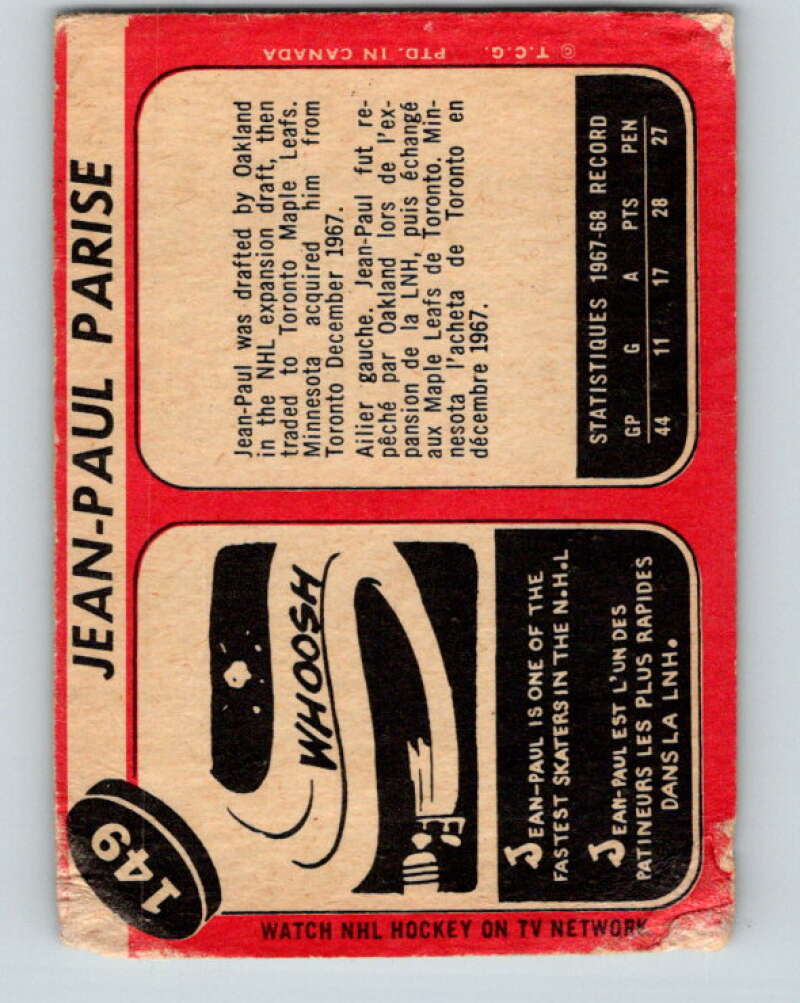 149
JEAN-PAUL PARISE
WHOOSH
JEAN-PAUL IS ONE OF THE
FASTEST SKATERS IN THE N.H.L
JEAN-PAUL EST L'UN DES
PATINEURS LES PLUS RAPIDES
DANS LA LNH.
Jean-Paul was drafted by Oakland
in the NHL expansion draft, then
traded to Toronto Maple Leafs.
Minnesota acquired him from
Toronto December 1967.
Ailier gauche. Jean-Paul fut re-
pêché par Oakland lors de l'ex-
pansion de la LNH, puis échangé
aux Maple Leafs de Toronto. Min-
nesota l'acheta de Toronto en
décembre 1967.
STATISTIQUES 1967-68 RECORD
GP G A PTS PEN
44 11 17 28 27
WATCH NHL HOCKEY ON TV NETWORK
© T.C.G. PTD. IN CANADA